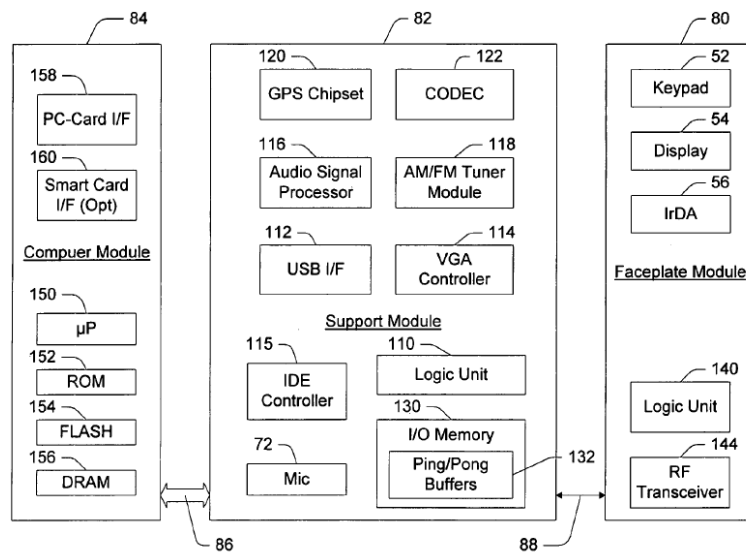 84
158
PC-Card I/F
160
Smart Card
I/F (Opt)
Compuer Module
150
µP
152
ROM
154
FLASH
156
DRAM
86
82
120
GPS Chipset
122
CODEC
116
Audio Signal
Processor
118
AM/FM Tuner
Module
112
USB I/F
114
VGA
Controller
Support Module
115
IDE
Controller
110
Logic Unit
130
I/O Memory
Ping/Pong
Buffers
132
72
Mic
88
80
52
Keypad
54
Display
56
IrDA
Faceplate Module
140
Logic Unit
144
RF
Transceiver